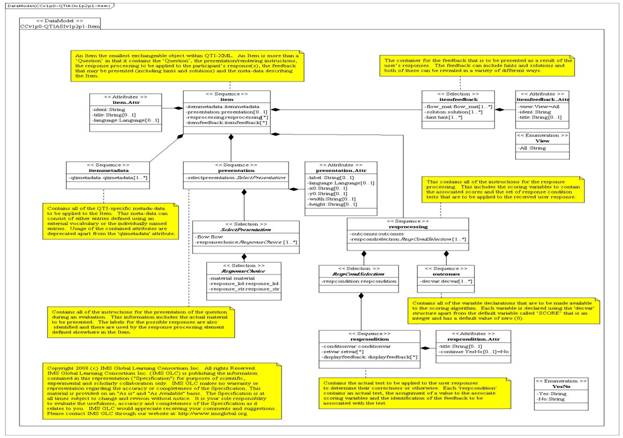 DataModel(CCv1p0-QTIASIv1p2p1-Item)
<< DataModel >>
CCv1p0-QTIASIv1p2p1-Item
An Item the smallest exchangeable object within QTI-XML. An Item is more than a
'Question' in that it contains the 'Question', the presentation/rendering instructions,
the response processing to be applied to the participant's response(s), the feedback
that may be presented (including hints and solutions) and the meta-data describing
the Item.
The container for the feedback that is to be presented as a result of the
user's responses. The feedback can include hints and solutions and
both of these can be revealed in a variety of different ways.
<< Attributes >>
item.Attr
-ident String
-title String[0..1]
-language Language[0..1]
<< Sequence >>
item
-itemmetadata itemmetadata
-presentation presentation[0..1]
-resprocessing resprocessing[*]
-itemfeedback itemfeedback[*]
<< Selection >>
itemfeedback
-flow_mat flow_mat[1..*]
-solution solution[1..*]
-hint hint[1..*]
<< Attributes >>
itemfeedback.Attr
-view View=All
-ident String
-title String[0..1]
<< Enumeration >>
View
-All String
<< Sequence >>
itemmetadata
-qtimetadata qtimetadata[1..*]
<< Sequence >>
presentation
-selectpresentation SelectPresentation
<< Attributes >>
presentation.Attr
-label String[0..1]
-language Language[0..1]
-x0 String[0..1]
-y0 String[0..1]
-width String[0..1]
-height String[0..1]
This contains all of the instructions for the response
processing. This includes the scoring variables to contain
the associated scores and the set of response condition
tests that are to be applied to the received user response.
Contains all of the QTI-specific metada-data
to be applied to the Item. This meta-data can
consist of either entries defined using an
external vocabulary or the individually named
entries. Usage of the contained attributes are
deprecated apart from the 'qtimetadata' attribute.
<< Selection >>
SelectPresentation
-flow flow
-responsechoice ResponseChoice [1..*]
<< Sequence >>
resprocessing
-outcomes outcomes
-respcondselection RespCondSelection[1..*]
<< Selection >>
ResponseChoice
-material material
-response_lid response_lid
-response_str response_str
<< Selection >>
RespCondSelection
-respcondition respcondition
<< Sequence >>
outcomes
-decvar decvar[1..*]
Contains all of the instructions for the presentation of the question
during an evaluation. This information includes the actual material
to be presented. The labels for the possible responses are also
identified and these are used by the response processing element
defined elsewhere in the Item.
Contains all of the variable declarations that are to be made available
to the scoring algorithm. Each variable is declared using the 'decvar'
structure apart from the default variable called 'SCORE' that is an
integer and has a default value of zero (0).
<< Sequence >>
respcondition
-conditionvar conditionvar
-setvar setvar[*]
-displayfeedback displayfeedback[*]
<< Attributes >>
respcondition.Attr
-title String[0..1]
-continue YesNo[0..1]=No
Copyright 2008 (c) IMS Global Learning Consortium Inc. All Rights Reserved.
IMS Global Learning Consortium Inc. (IMS GLC) is publishing the information
contained in this representation ("Specification") for purposes of scientific,
experimental and scholarly collaboration only. IMS GLC makes no warranty or
representation regarding the accuracy or completeness of the Specification. This
material is provided on an "As is" and "As Available" basis. The Specification is at
all times subject to change and revision without notice. It is your sole responsibility
to evaluate the usefulness, accuracy and completeness of the Specification as it
relates to you. IMS GLC would appreciate receiving your comments and suggestions.
Please contact IMS GLC through our website at http://www.imsglobal.org.
Contains the actual test to be applied to the user responses
to determine their correctness or otherwise. Each 'respcondition'
contains an actual test, the assignment of a value to the associate
scoring variables and the identification of the feedback to be
associated with the test.
<< Enumeration >>
YesNo
-Yes String
-No String